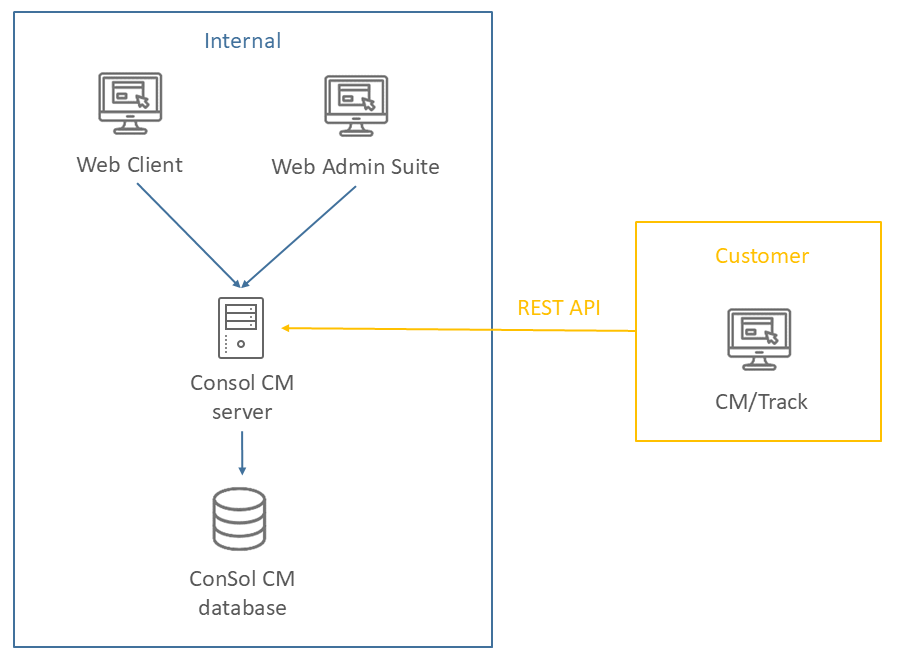 Internal
Web Client
Web Admin Suite
Customer
REST API
Consol CM
server
CM/Track
ConSol CM
database